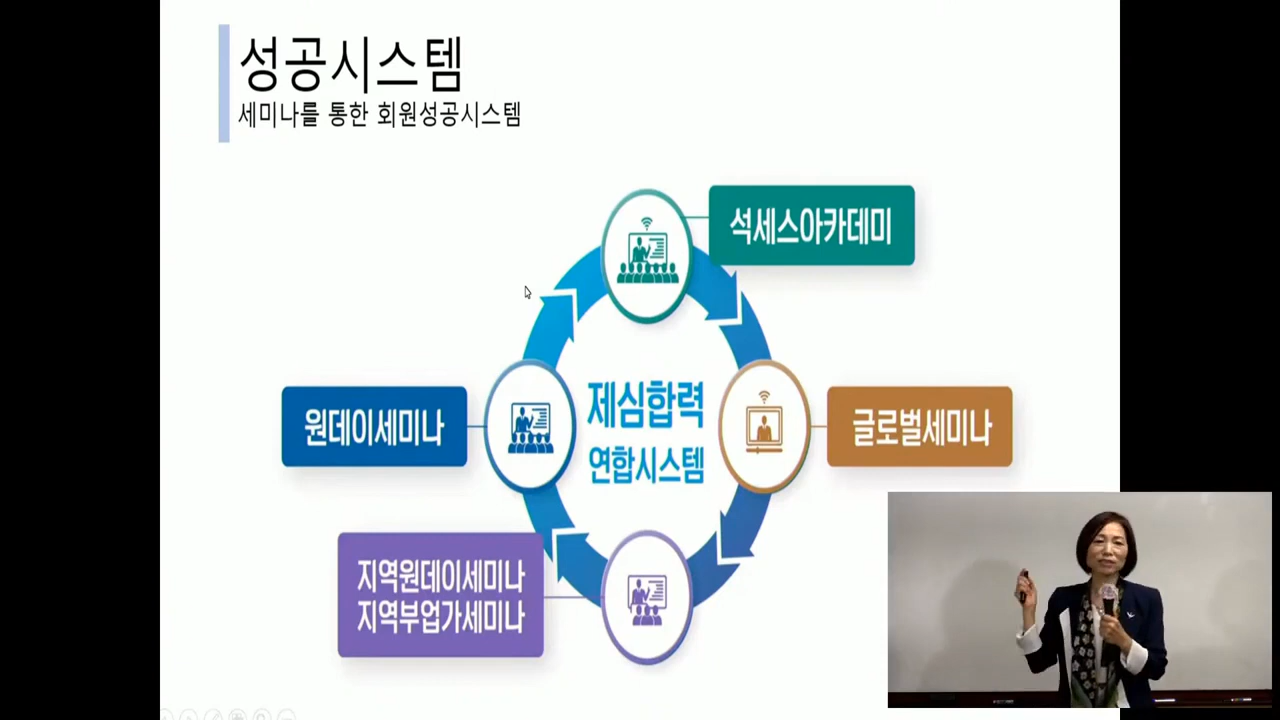 성공시스템
세미나를 통한 회원성공시스템
석세스아카데미
원데이세미나
제심합력
연합시스템
글로벌세미나
지역원데이세미나
지역부업가세미나